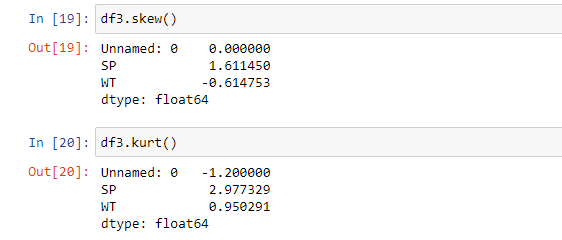 In [19]: df3.skew()
Out[19]: Unnamed: 0    0.000000
SP            1.611450
WT           -0.614753
dtype: float64
In [20]: df3.kurt()
Out[20]: Unnamed: 0   -1.200000
SP            2.977329
WT            0.950291
dtype: float64